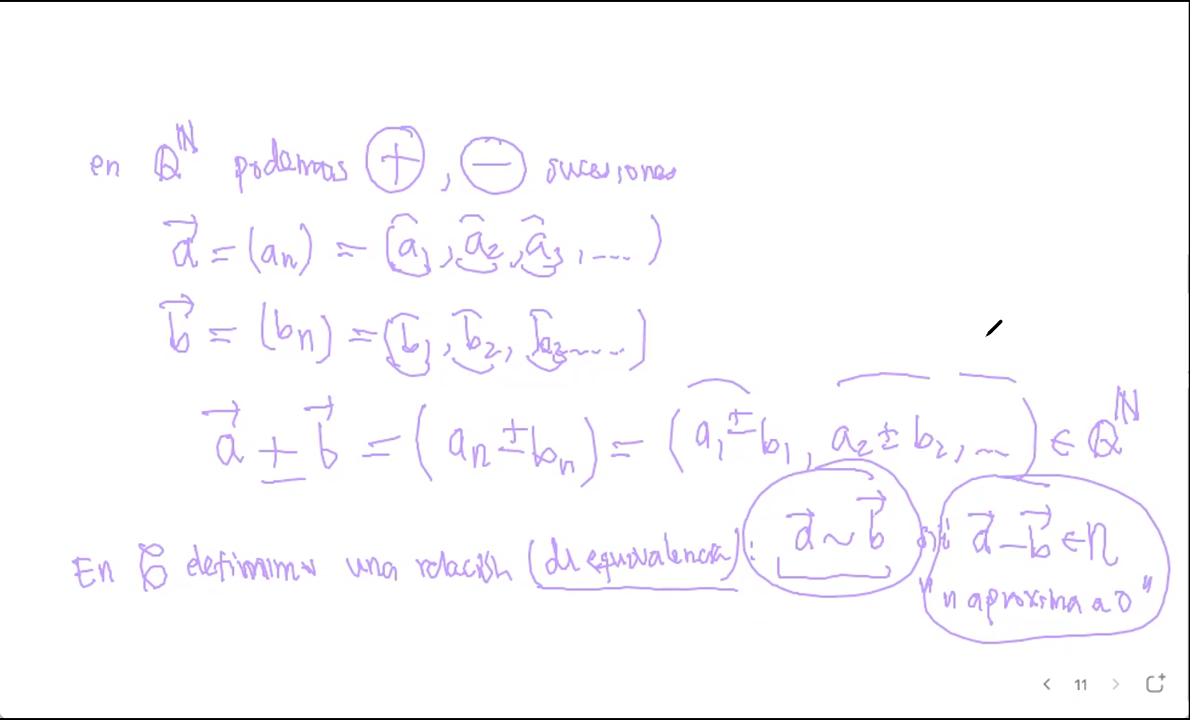 en ℚ^ℕ podemos ⊕, ⊖ sucesiones
a⃗ = (an) = (a1, a2, a3, ....)
b⃗ = (bn) = (b1, b2, a3....)
a⃗ ± b⃗ = (an ± bn) = (a1 ± b1, a2 ± b2, ...) ∈ ℚ^ℕ
En C definimos una relación (de equivalencia): a⃗ ~ b⃗ si a⃗ - b⃗ ∈ n
"n aproxima a 0"
11